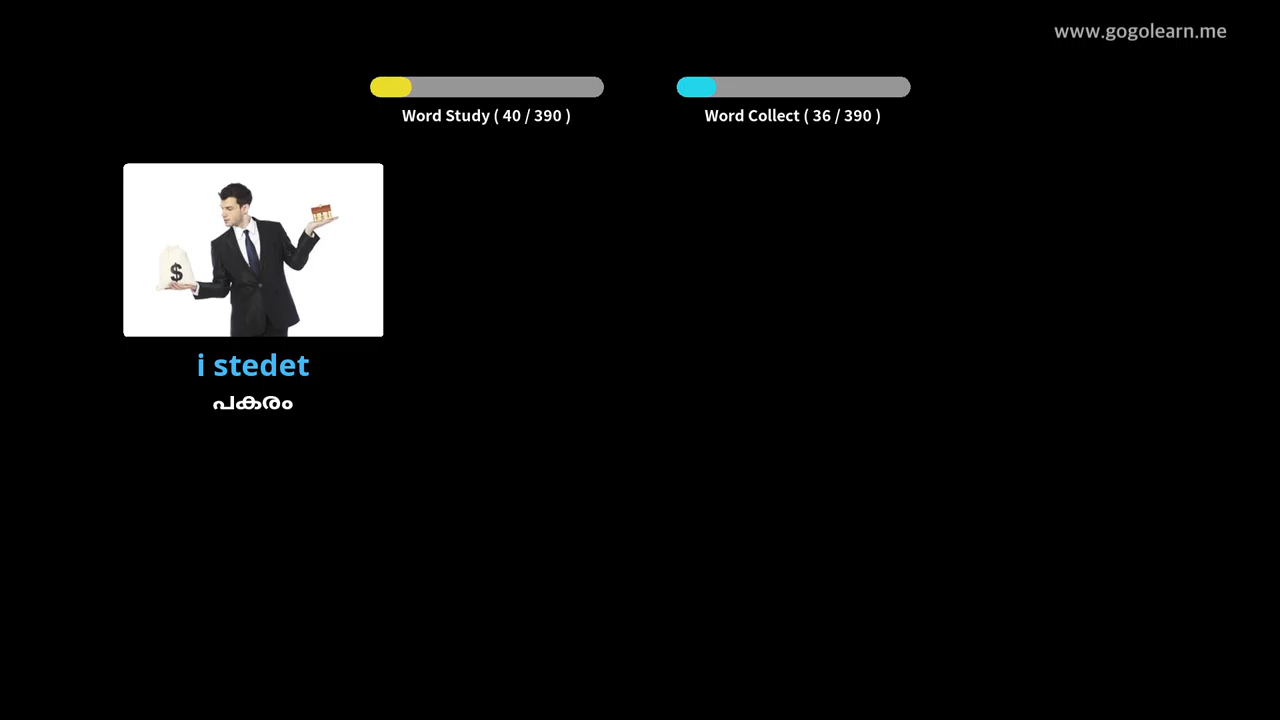 www.gogolearn.me
Word Study ( 40 / 390 )
Word Collect ( 36 / 390 )
$
i stedet
പകരം